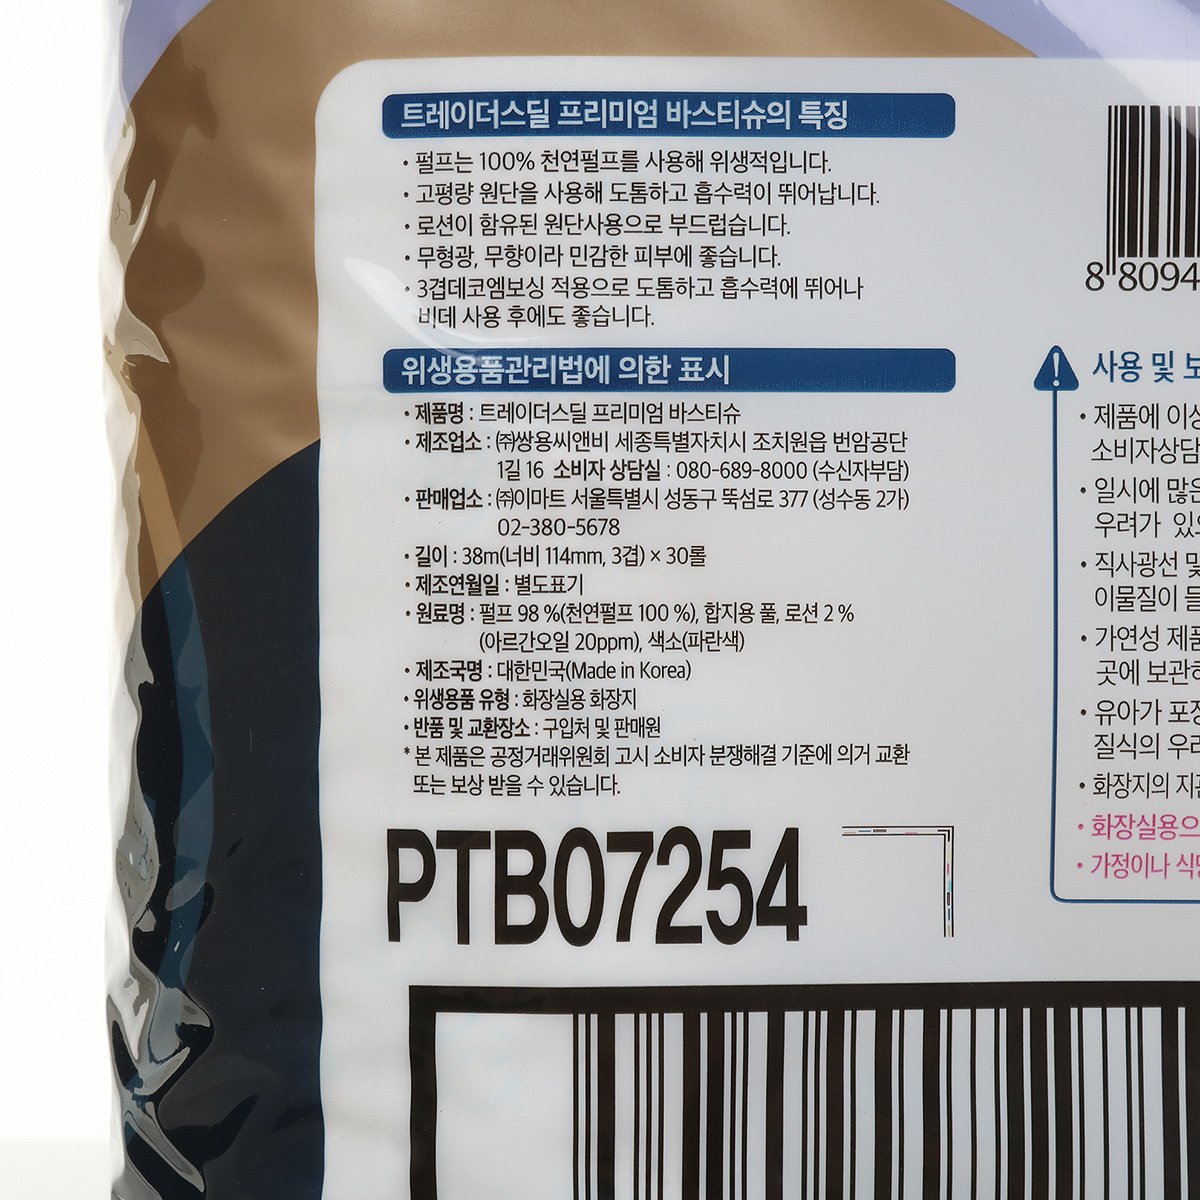 트레이더스딜 프리미엄 바스티슈의 특징
· 펄프는 100% 천연펄프를 사용해 위생적입니다.
· 고평량 원단을 사용해 도톰하고 흡수력이 뛰어납니다.
· 로션이 함유된 원단사용으로 부드럽습니다.
· 무형광, 무향이라 민감한 피부에 좋습니다.
· 3겹데코엠보싱 적용으로 도톰하고 흡수력에 뛰어나
비데 사용 후에도 좋습니다.
위생용품관리법에 의한 표시
· 제품명 : 트레이더스딜 프리미엄 바스티슈
· 제조업소 : ㈜쌍용씨앤비 세종특별자치시 조치원읍 번암공단
1길 16 소비자 상담실 : 080-689-8000 (수신자부담)
· 판매업소 : ㈜이마트 서울특별시 성동구 뚝섬로 377 (성수동 2가)
02-380-5678
· 길이 : 38m(너비 114mm, 3겹) × 30롤
· 제조연월일 : 별도표기
· 원료명 : 펄프 98 %(천연펄프 100 %), 합지용 풀, 로션 2 %
(아르간오일 20ppm), 색소(파란색)
· 제조국명 : 대한민국(Made in Korea)
· 위생용품 유형 : 화장실용 화장지
· 반품 및 교환장소 : 구입처 및 판매원
* 본 제품은 공정거래위원회 고시 소비자 분쟁해결 기준에 의거 교환
또는 보상 받을 수 있습니다.
PTB07254
8 8094
사용 및 보
· 제품에 이상
소비자상담
· 일시에 많은
우려가 있으
· 직사광선 및
이물질이 들
· 가연성 제품
곳에 보관하
· 유아가 포장
질식의 우려
· 화장지의 지관
· 화장실용으
· 가정이나 식당